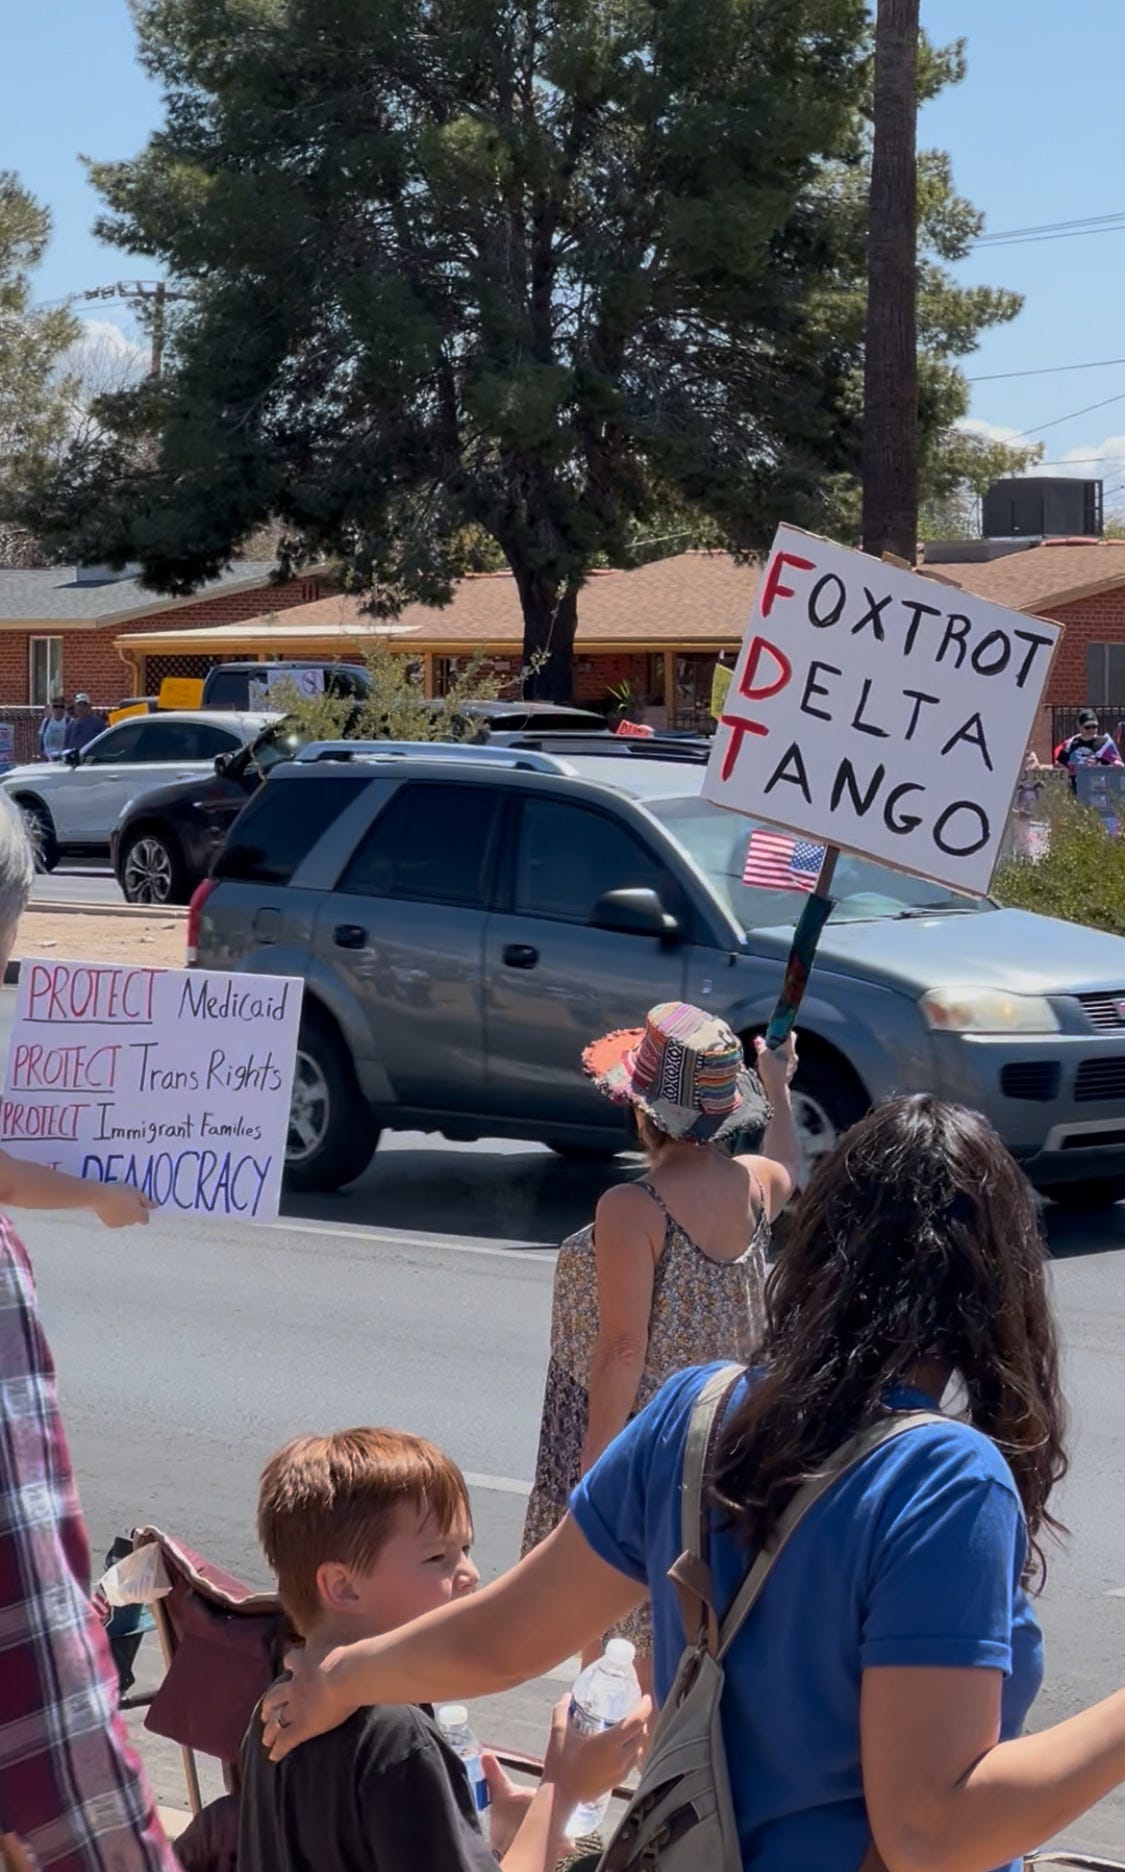 FOXTROT
DELTA
TANGO
PROTECT Medicaid
PROTECT Trans Rights
PROTECT Immigrant Families
DEMOCRACY